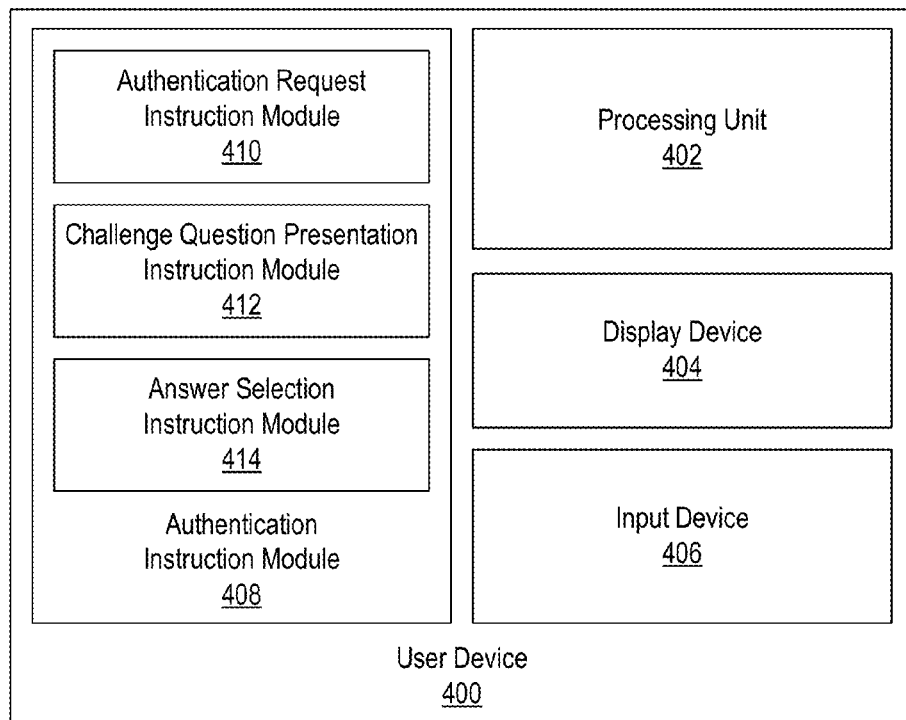 Authentication Request
Instruction Module
410
Challenge Question Presentation
Instruction Module
412
Answer Selection
Instruction Module
414
Authentication
Instruction Module
408
Processing Unit
402
Display Device
404
Input Device
406
User Device
400